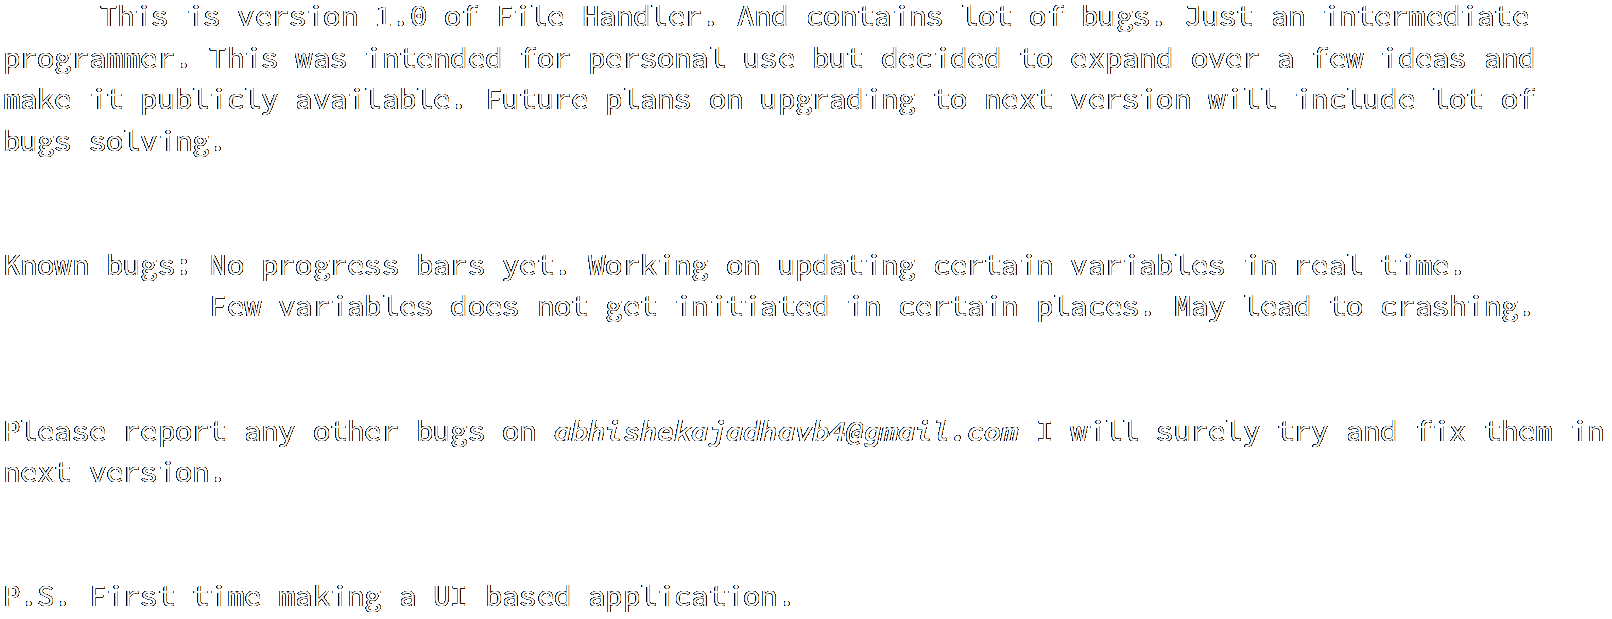 This is version 1.0 of File Handler. And contains lot of bugs. Just an intermediate
programmer. This was intended for personal use but decided to expand over a few ideas and
make it publicly available. Future plans on upgrading to next version will include lot of
bugs solving.
Known bugs: No progress bars yet. Working on updating certain variables in real time.
Few variables does not get initiated in certain places. May lead to crashing.
Please report any other bugs on abhishekajadhavb4@gmail.com I will surely try and fix them in
next version.
P.S. First time making a UI based application.